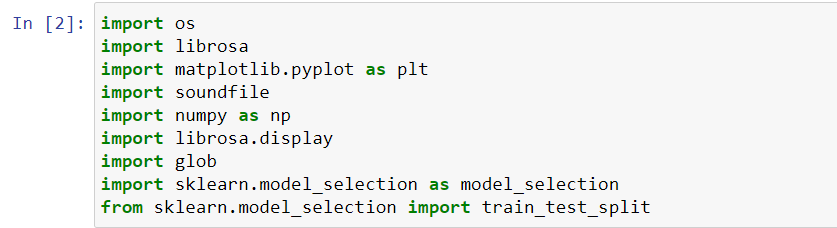 In [2]: import os
import librosa
import matplotlib.pyplot as plt
import soundfile
import numpy as np
import librosa.display
import glob
import sklearn.model_selection as model_selection
from sklearn.model_selection import train_test_split